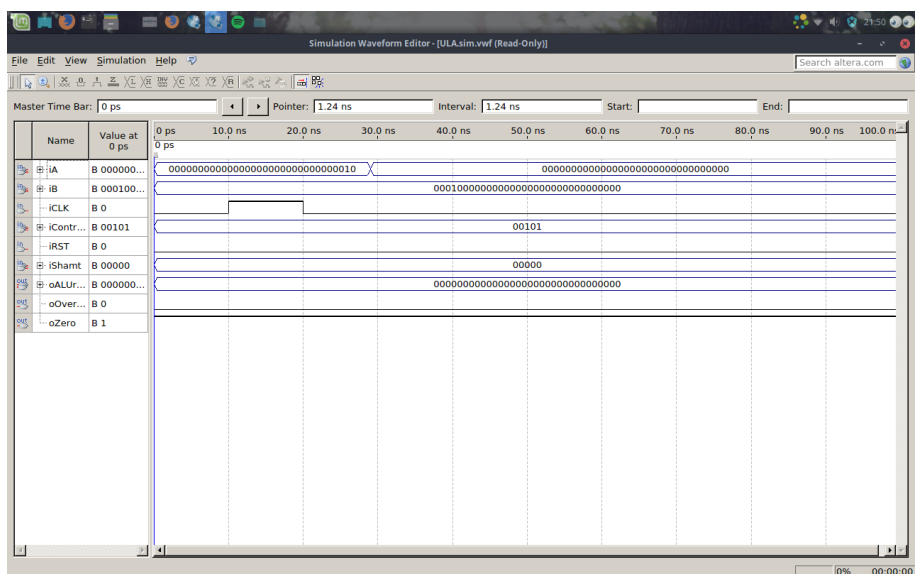 21:50
Simulation Waveform Editor - [ULA.sim.vwf (Read-Only)]
File Edit View Simulation Help
Search altera.com
Master Time Bar: 0 ps Pointer: 1.24 ns Interval: 1.24 ns Start: End:
Name Value at 0 ps
0 ps 10.0 ns 20.0 ns 30.0 ns 40.0 ns 50.0 ns 60.0 ns 70.0 ns 80.0 ns 90.0 ns 100.0 ns
0 ps
iA B 000000... 00000000000000000000000000000010 00000000000000000000000000000000
iB B 000100... 00010000000000000000000000000000
iCLK B 0
iContr... B 00101 00101
iRST B 0
iShamt B 00000 00000
oALUr... B 000000... 00000000000000000000000000000000
oOver... B 0
oZero B 1
0% 00:00:00